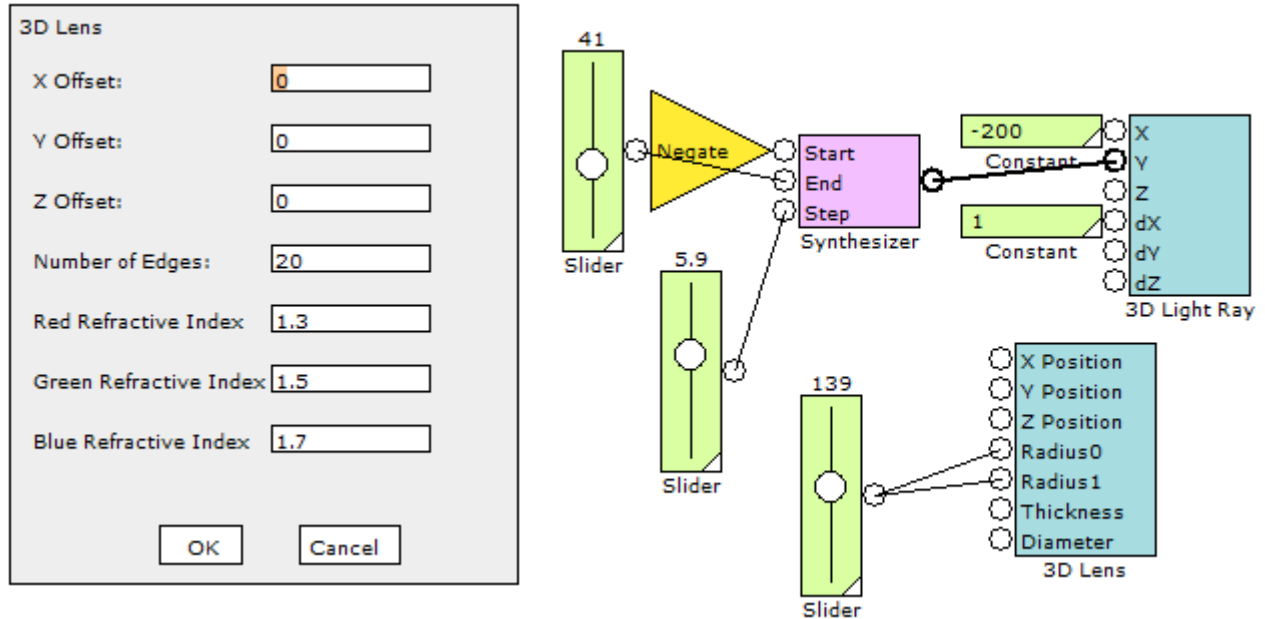 3D Lens
X Offset: 0
Y Offset: 0
Z Offset: 0
Number of Edges: 20
Red Refractive Index 1.3
Green Refractive Index 1.5
Blue Refractive Index 1.7
OK Cancel
41
Slider
Negate
5.9
Slider
Start
End
Step
Synthesizer
-200
Constant
1
Constant
X
Y
Z
dX
dY
dZ
3D Light Ray
139
Slider
X Position
Y Position
Z Position
Radius0
Radius1
Thickness
Diameter
3D Lens